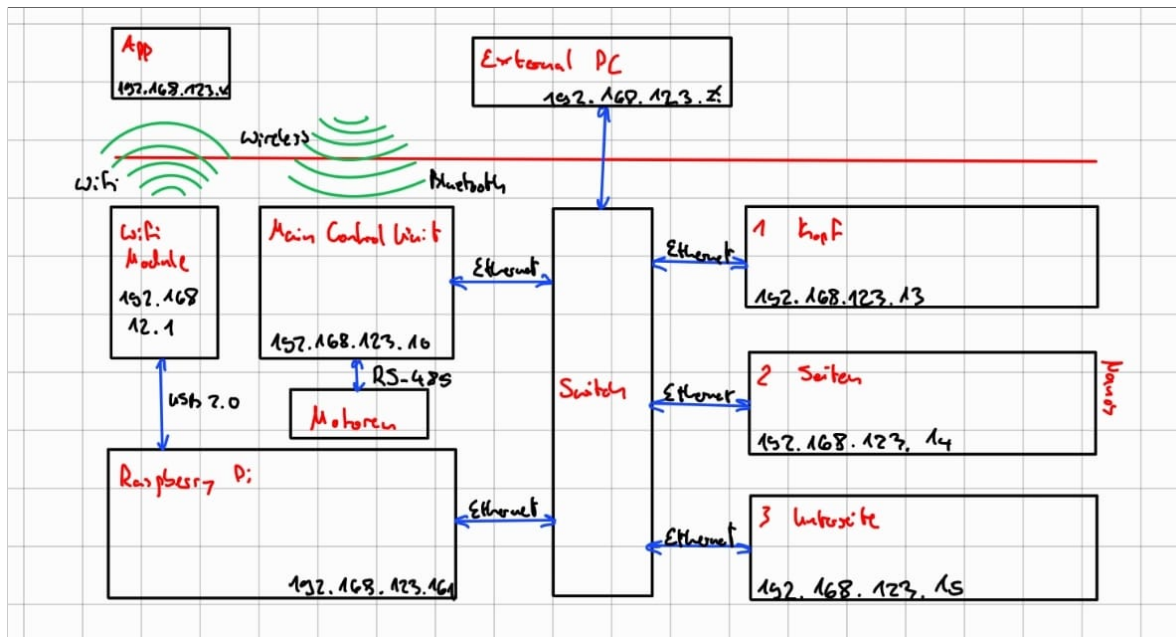 App
192.168.123.x
External PC
192.168.123.z
Wireless
Wifi
Bluetooth
Wifi
Module
192.168
12.1
Main Control Unit
192.168.123.10
Ethernet
Switch
Ethernet
1 Kopf
192.168.123.13
RS-485
Motoren
USB 2.0
Ethernet
2 Seiten
192.168.123.14
Nanos
Raspberry Pi
192.168.123.161
Ethernet
Ethernet
3 Unterseite
192.168.123.15